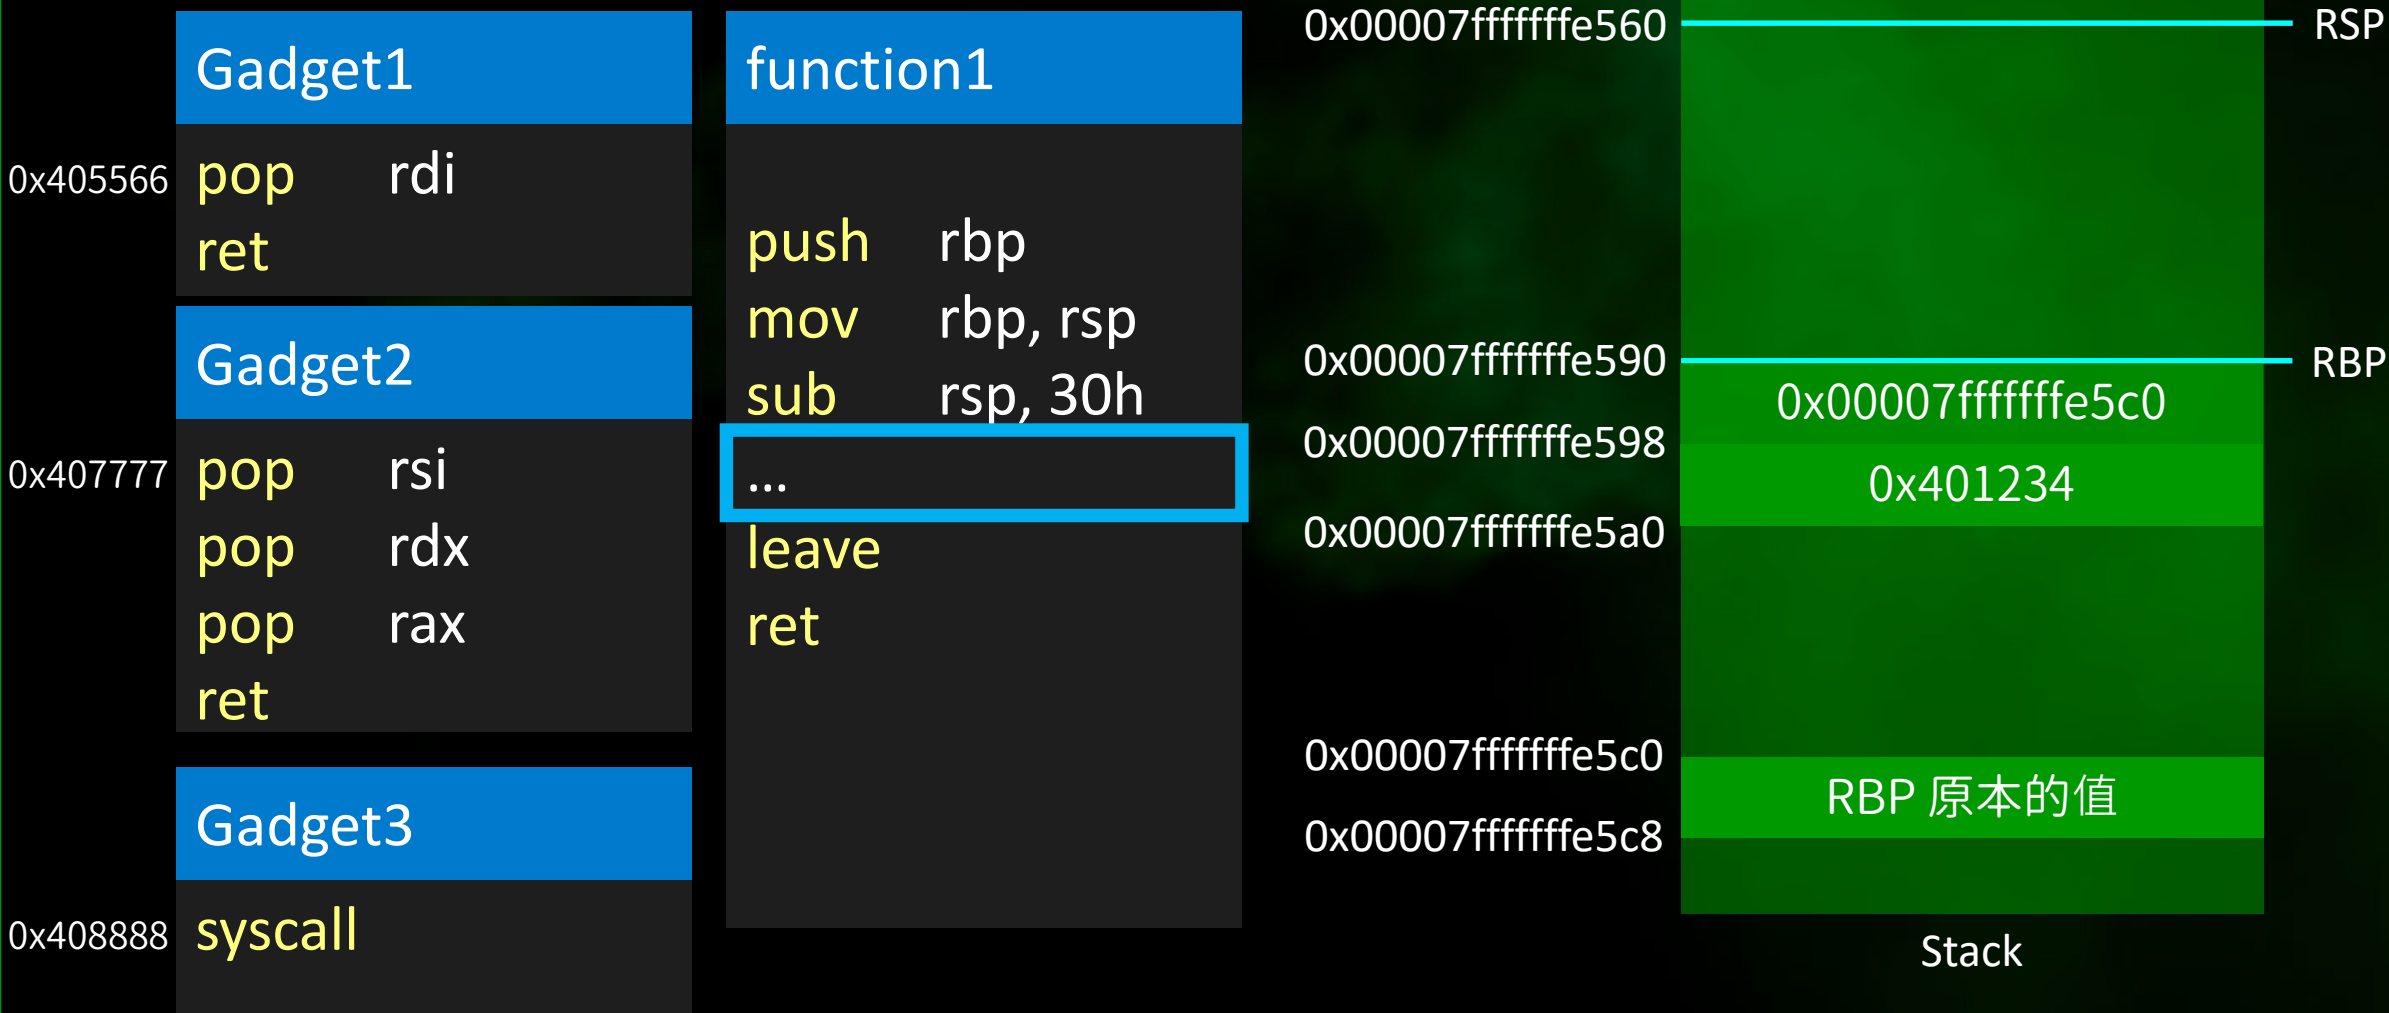 Gadget1
0x405566
pop rdi
ret
Gadget2
0x407777
pop rsi
pop rdx
pop rax
ret
Gadget3
0x408888
syscall
function1
push rbp
mov rbp, rsp
sub rsp, 30h
...
leave
ret
0x00007fffffffe560
RSP
0x00007fffffffe590
RBP
0x00007fffffffe5c0
0x00007fffffffe598
0x401234
0x00007fffffffe5a0
0x00007fffffffe5c0
RBP 原本的值
0x00007fffffffe5c8
Stack